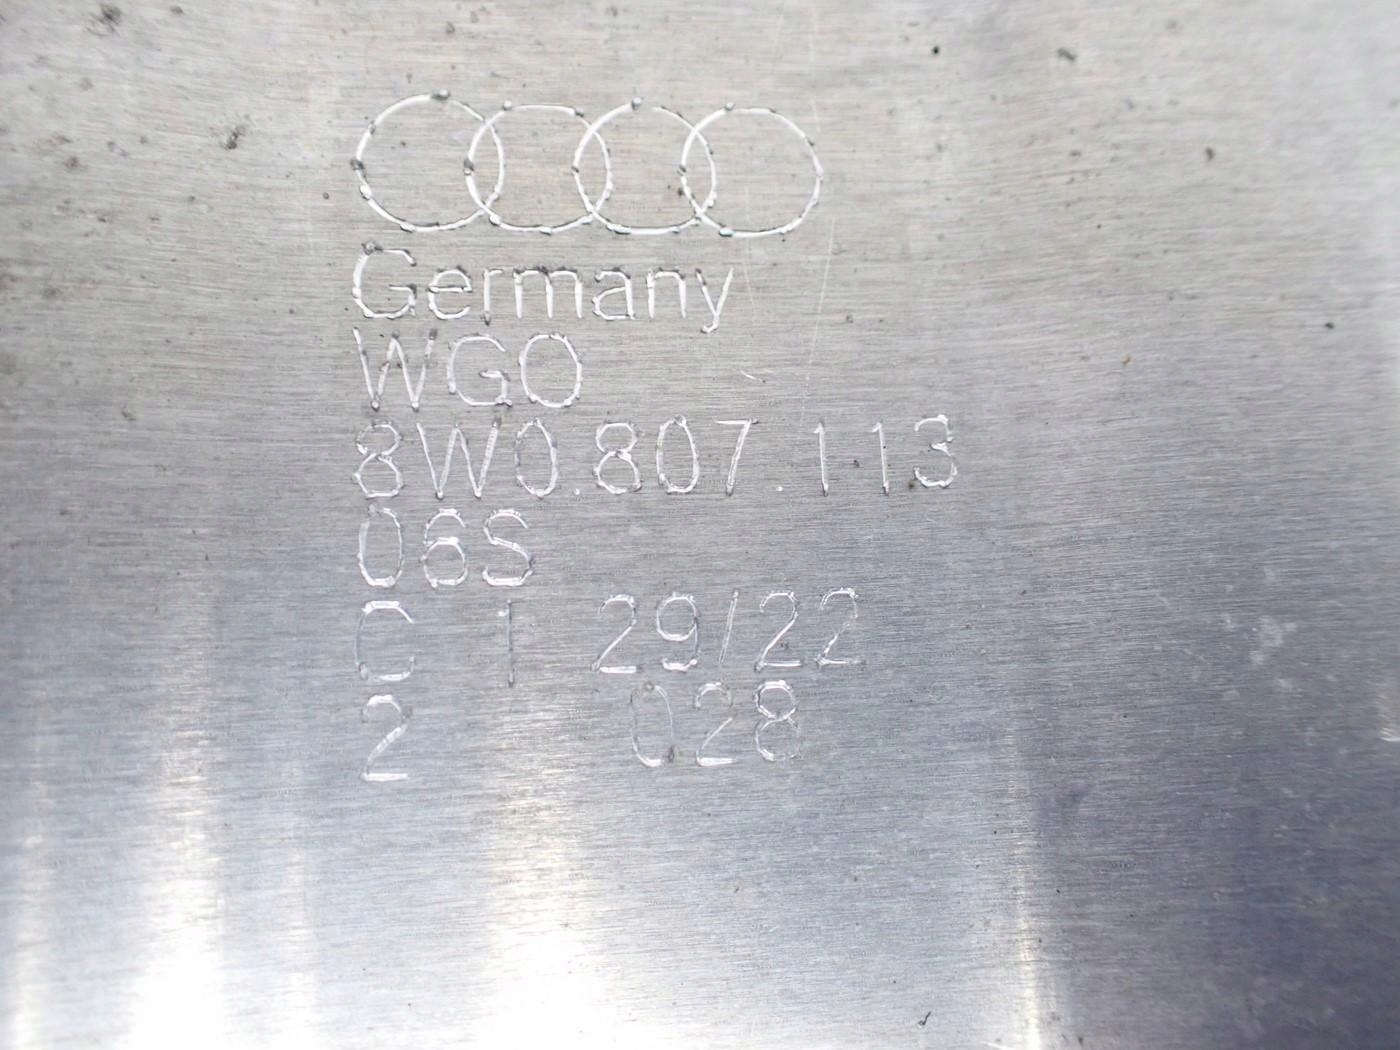 Germany
WGO
8W0.807.113
06S
C I 29/22
2 028